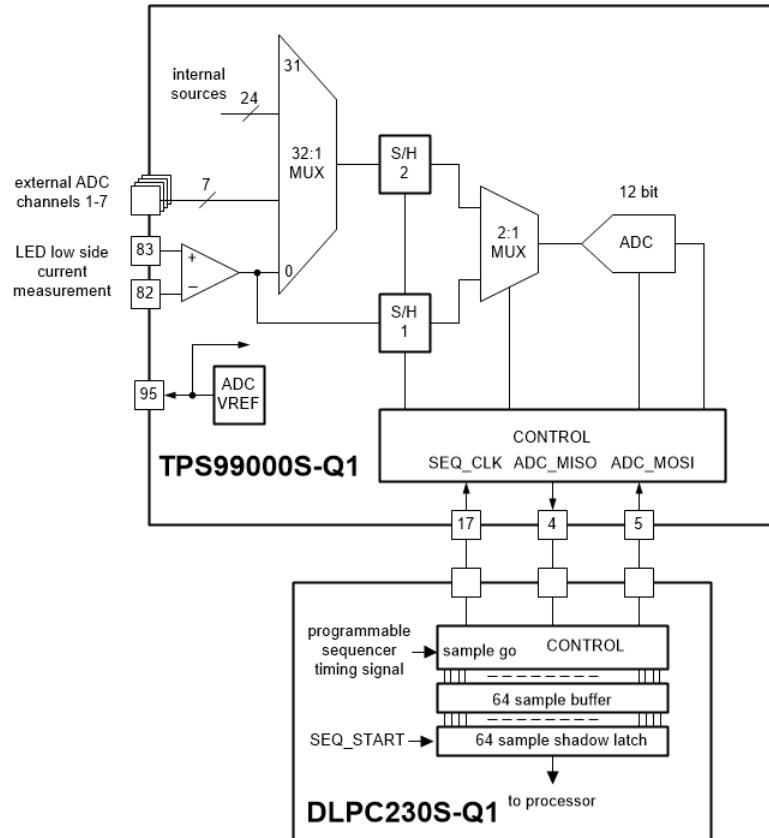 internal
sources
24
31
32:1
MUX
0
external ADC
channels 1-7
7
LED low side
current
measurement
83
82
+
−
S/H
2
S/H
1
2:1
MUX
12 bit
ADC
95
ADC
VREF
CONTROL
SEQ_CLK ADC_MISO ADC_MOSI
TPS99000S-Q1
17
4
5
programmable
sequencer
timing signal
sample go
CONTROL
64 sample buffer
SEQ_START
64 sample shadow latch
to processor
DLPC230S-Q1